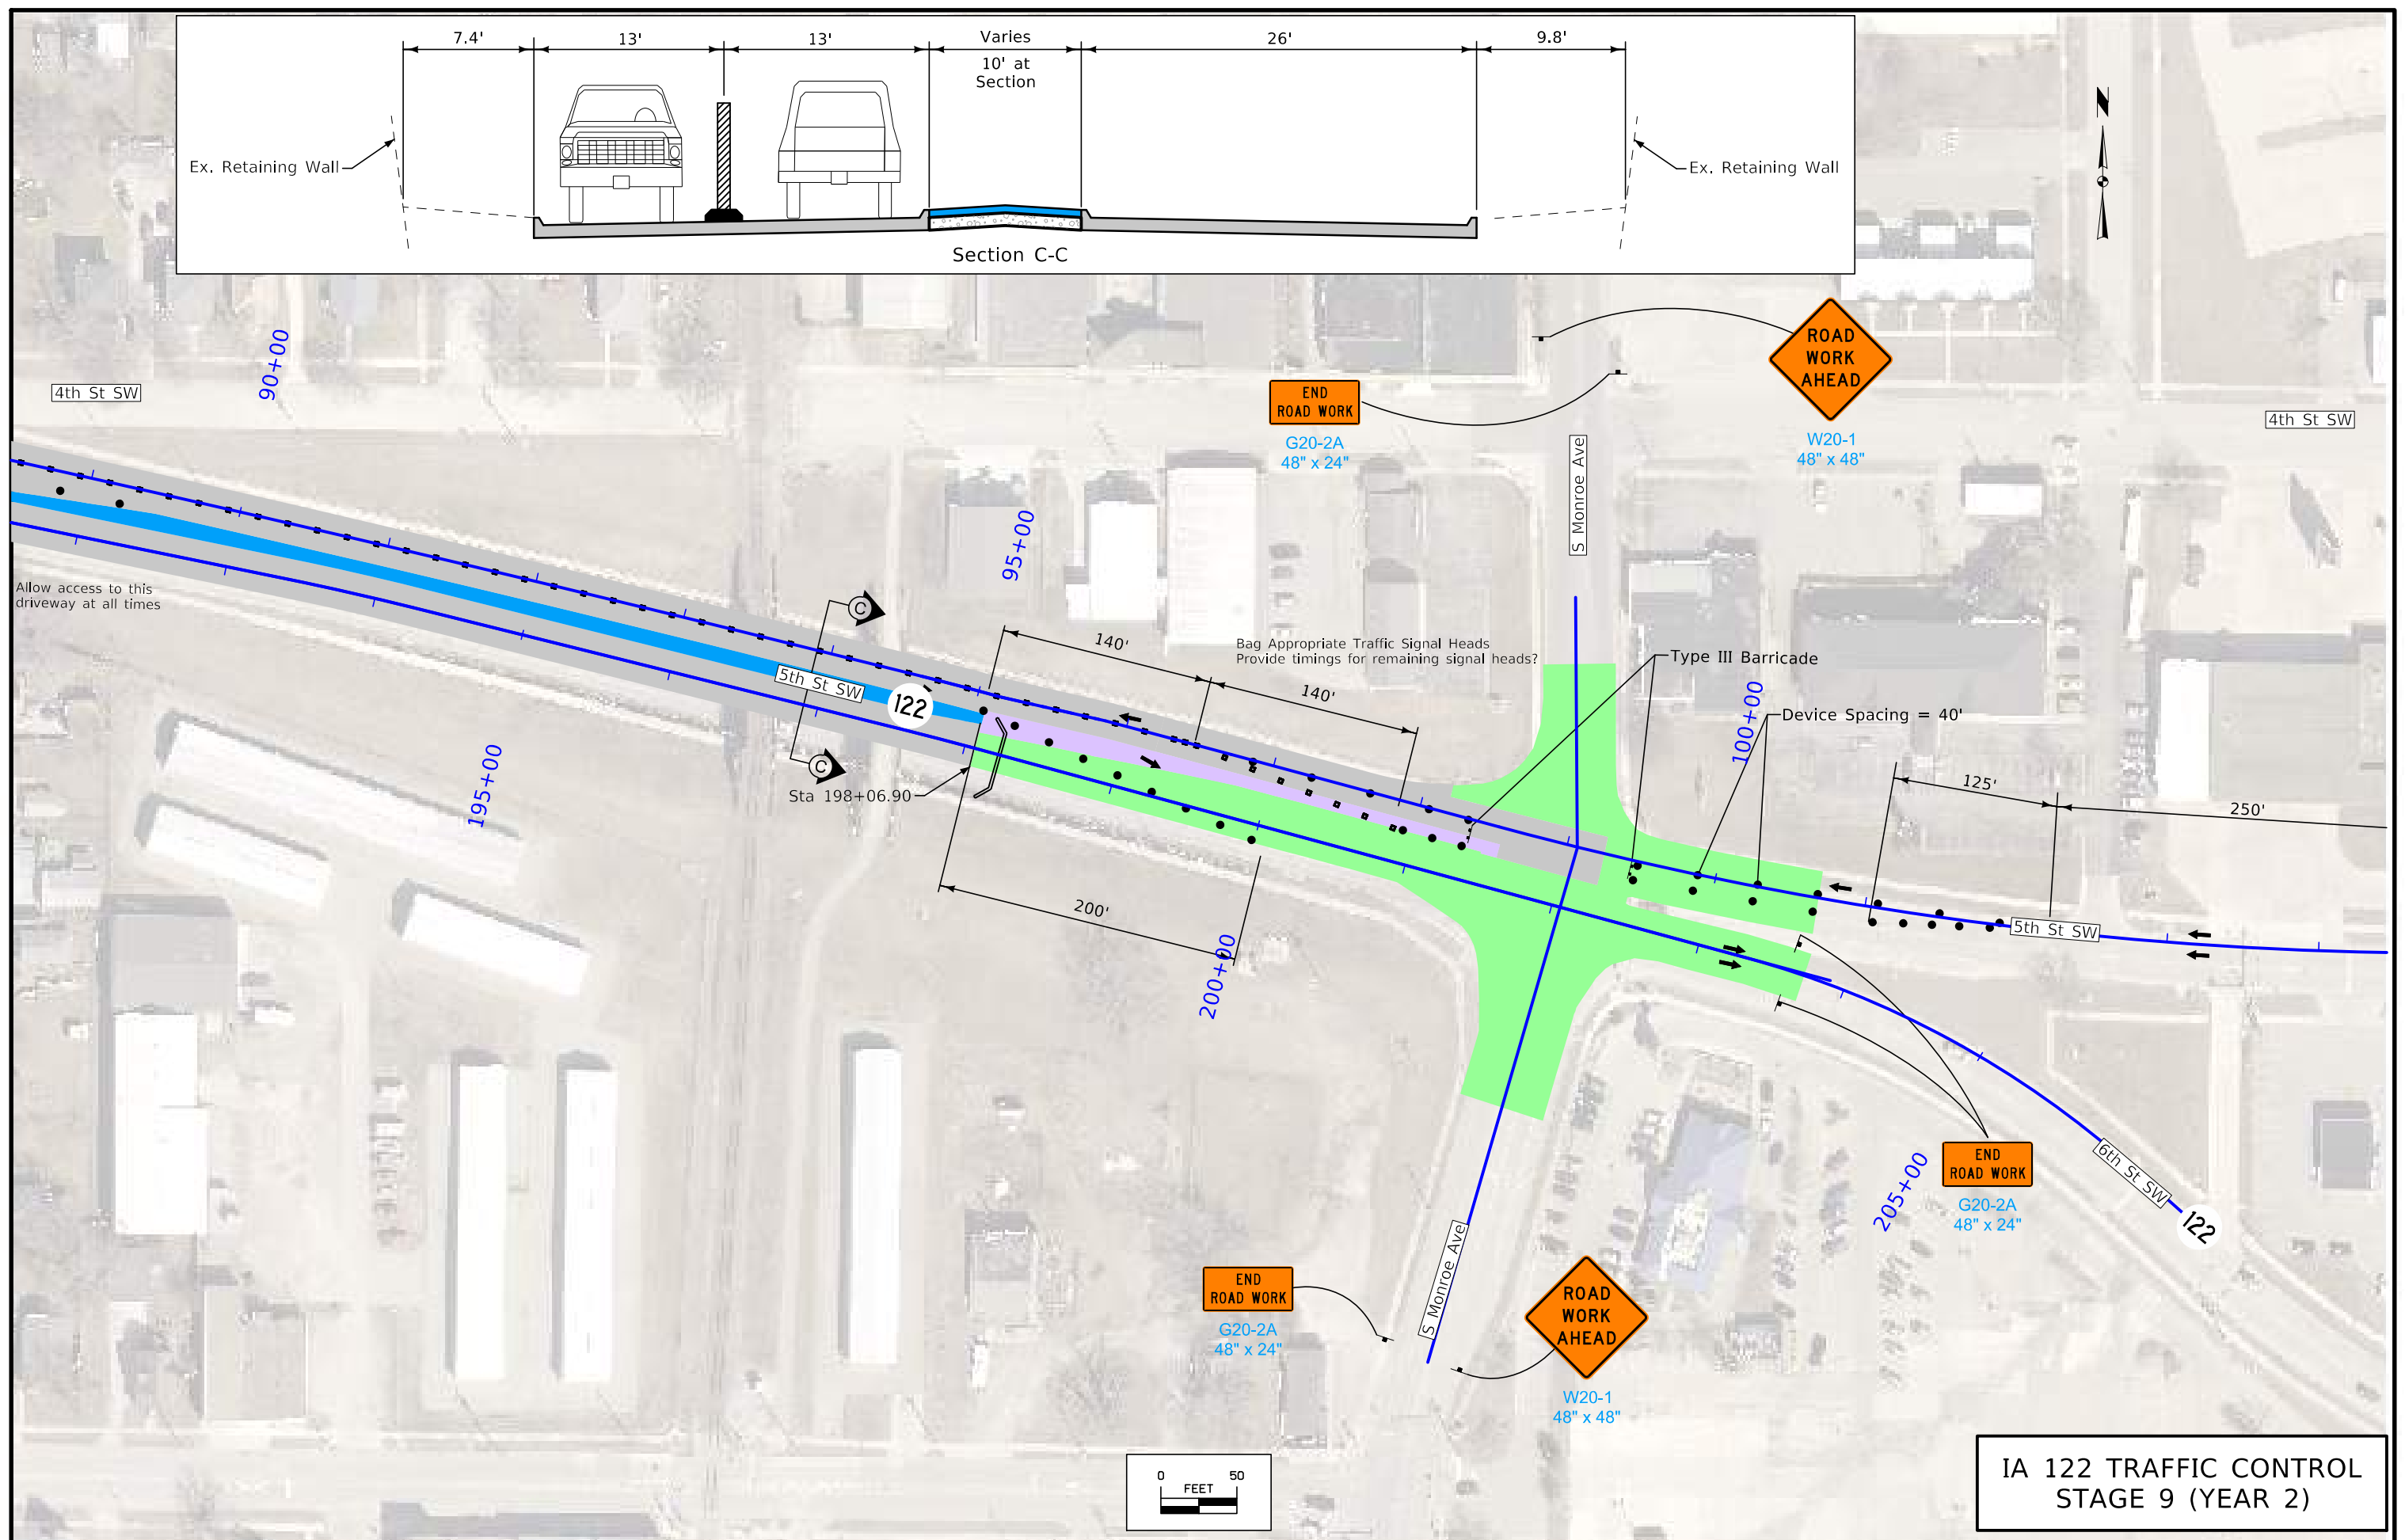 7.4'
13'
13'
Varies
10' at
Section
26'
9.8'
Ex. Retaining Wall
Ex. Retaining Wall
Section C-C
N
ROAD
WORK
AHEAD
W20-1
48" x 48"
END
ROAD WORK
G20-2A
48" x 24"
4th St SW
90+00
4th St SW
S Monroe Ave
95+00
Allow access to this
driveway at all times
C
C
5th St SW
122
140'
140'
Bag Appropriate Traffic Signal Heads
Provide timings for remaining signal heads?
Type III Barricade
100+00
Device Spacing = 40'
125'
250'
195+00
Sta 198+06.90
200'
200+00
5th St SW
END
ROAD WORK
G20-2A
48" x 24"
205+00
6th St SW
122
S Monroe Ave
END
ROAD WORK
G20-2A
48" x 24"
ROAD
WORK
AHEAD
W20-1
48" x 48"
0 50
FEET
IA 122 TRAFFIC CONTROL
STAGE 9 (YEAR 2)